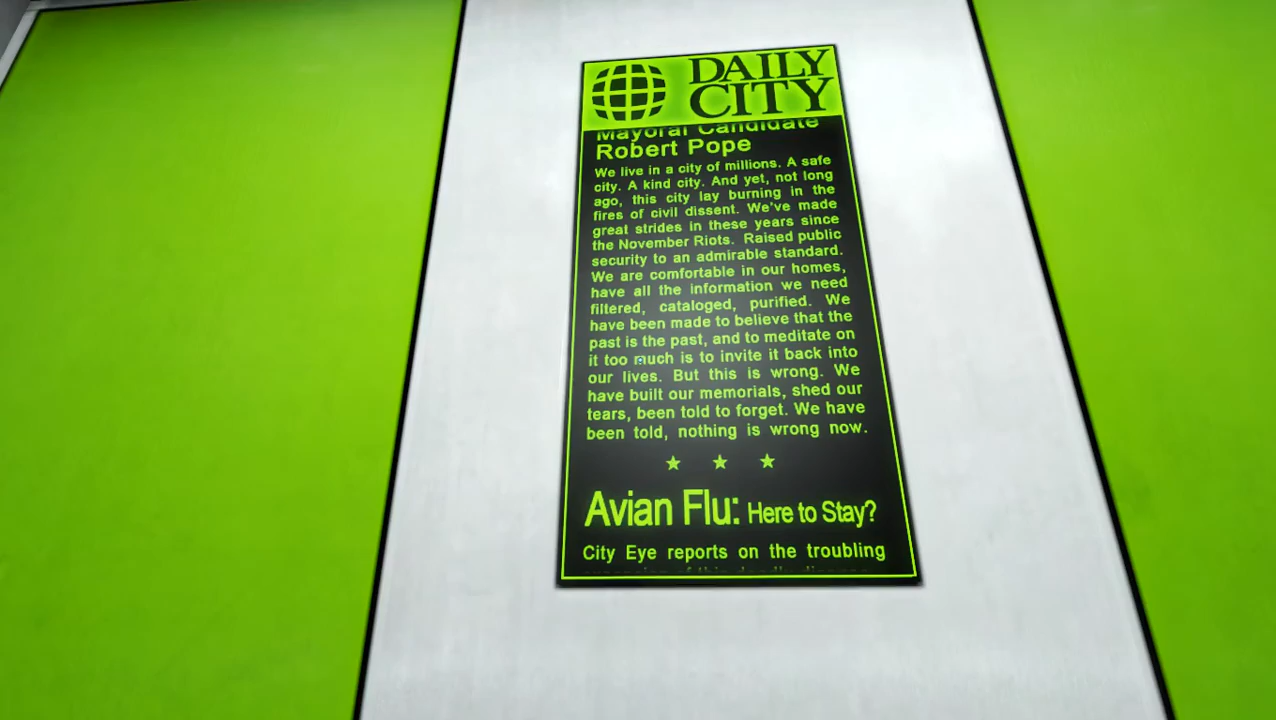 DAILY
CITY
Mayoral Candidate
Robert Pope
We live in a city of millions. A safe
city. A kind city. And yet, not long
ago, this city lay burning in the
fires of civil dissent. We've made
great strides in these years since
the November Riots. Raised public
security to an admirable standard.
We are comfortable in our homes,
have all the information we need
filtered, cataloged, purified. We
have been made to believe that the
past is the past, and to meditate on
it too much is to invite it back into
our lives. But this is wrong. We
have built our memorials, shed our
tears, been told to forget. We have
been told, nothing is wrong now.
Avian Flu: Here to Stay?
City Eye reports on the troubling
of this deadly disease